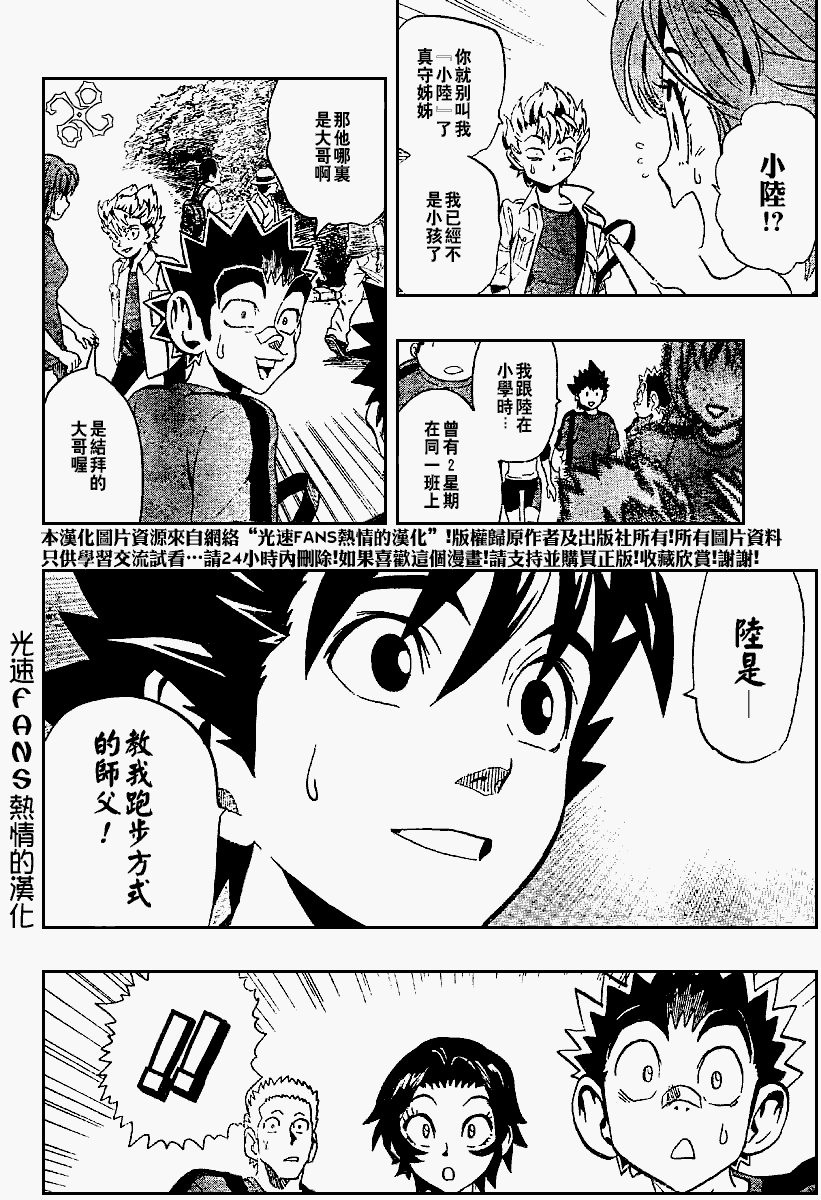 小陸!?
你就別叫我
『小陸』了
真守姊姊
我已經不
是小孩了
那他哪裏
是大哥啊
是結拜的
大哥喔
我跟陸在
小學時…
曾有2星期
在同一班上
本漢化圖片資源來自網絡“光速FANS熱情的漢化”!版權歸原作者及出版社所有!所有圖片資料
只供學習交流試看…請24小時內刪除!如果喜歡這個漫畫!請支持並購買正版!收藏欣賞!謝謝!
陸是—
教我跑步方式
的師父!
光速FANS熱情的漢化
!!